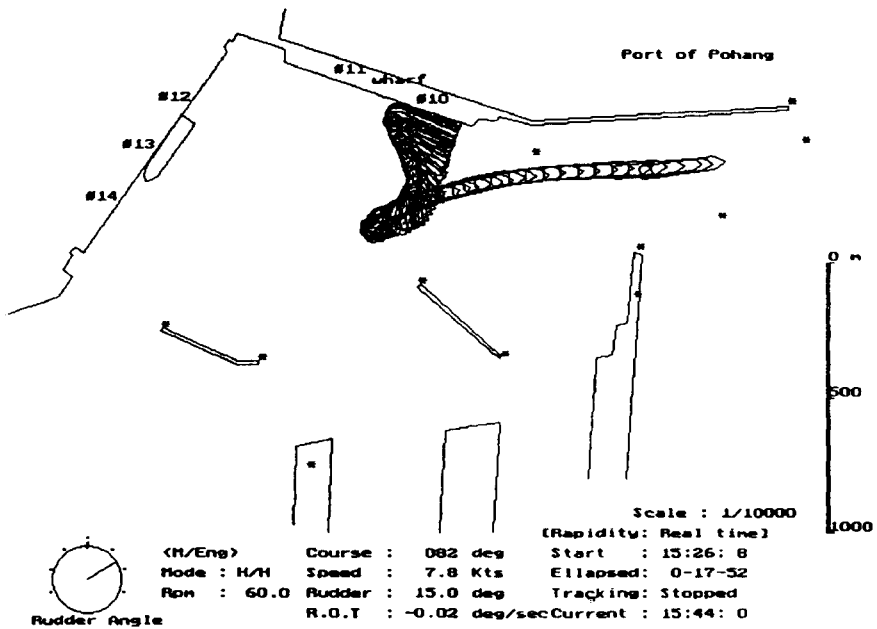 Port of Pohang
#11
wharf
#10
#12
#13
#14
0 m
500
1000
Scale : 1/10000
[Rapidity: Real time]
<M/Eng> Course : 082 deg Start : 15:26: 8
Mode : H/H Speed : 7.8 Kts Ellapsed: 0-17-52
Rpm : 60.0 Rudder : 15.0 deg Tracking: Stopped
R.O.T : -0.02 deg/sec Current : 15:44: 0
Rudder Angle